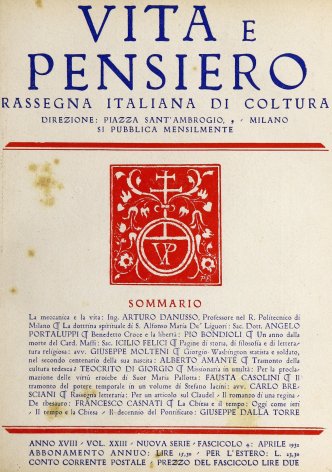 VITA E
PENSIERO
RASSEGNA ITALIANA DI COLTURA
DIREZIONE: PIAZZA SANT'AMBROGIO, 9 - MILANO
SI PUBBLICA MENSILMENTE
VP
SOMMARIO
La meccanica e la vita: Ing. ARTURO DANUSSO, Professore nel R. Politecnico di
Milano ¶ La dottrina spirituale di S. Alfonso Maria De' Liguori: Sac. Dott. ANGELO
PORTALUPPI ¶ Benedetto Croce e la libertà: PIO BONDIOLI ¶ Un anno dalla
morte del Card. Maffi: Sac. ICILIO FELICI ¶ Pagine di storia, di filosofia e di lettera-
tura religiosa: avv. GIUSEPPE MOLTENI ¶ Giorgio Washington statista e soldato,
nel secondo centenario della sua nascita: ALBERTO AMANTE ¶ Tramonto della
cultura tedesca? TEOCRITO DI GIORGIO ¶ Missionaria in umiltà: Per la procla-
mazione delle virtù eroiche di Suor Maria Pallotta: FAUSTA CASOLINI ¶ Il
tramonto del potere temporale in un volume di Stefano Jacini: avv. CARLO BRE-
SCIANI ¶ Rassegna letteraria: Per un articolo sul Claudel - Il romanzo di una regina -
De ribesauro: FRANCESCO CASNATI ¶ La Chiesa e il tempo: Oggi come ieri
- Il tempo e la Chiesa - Il decennio del Pontificato: GIUSEPPE DALLA TORRE
ANNO XVIII - VOL. XXIII - NUOVA SERIE - FASCICOLO 4: APRILE 1932
ABBONAMENTO ANNUO: LIRE 15,30 - PER L'ESTERO: L. 25,30
CONTO CORRENTE POSTALE - PREZZO DEL FASCICOLO LIRE DUE